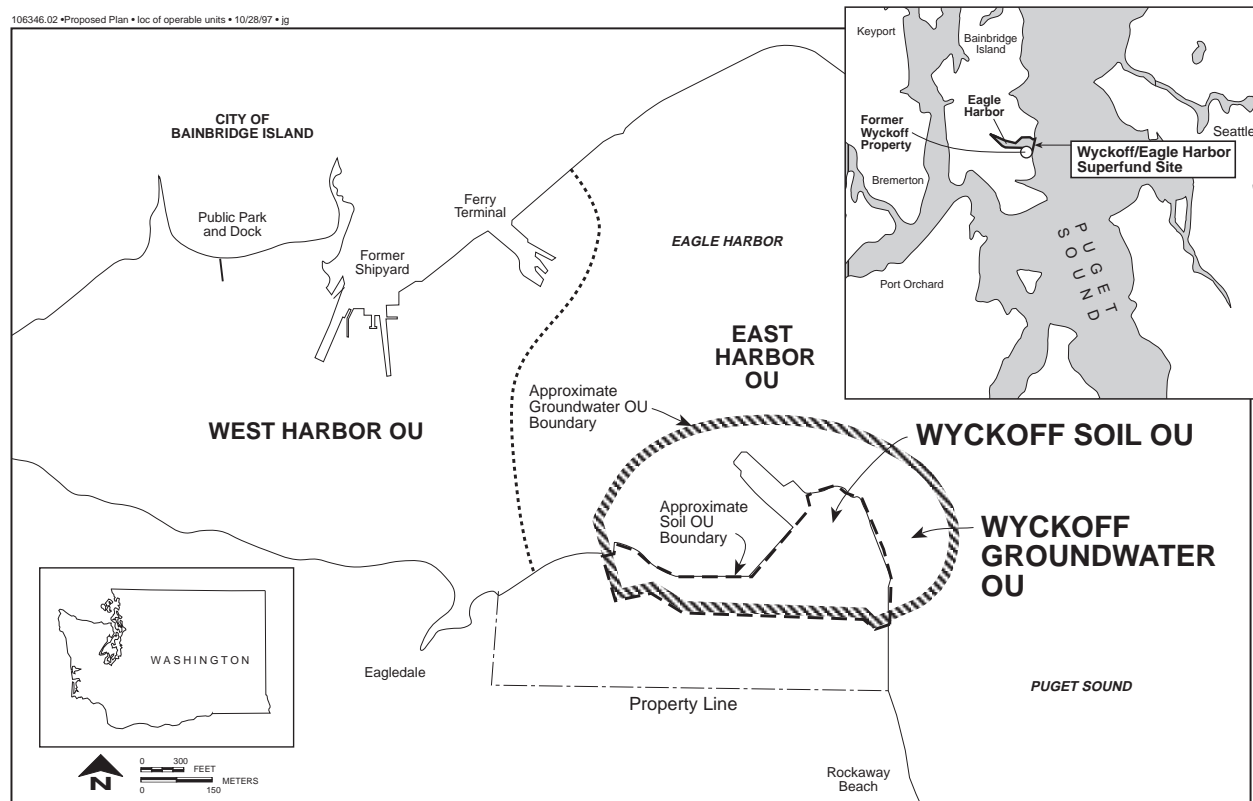 106346.02 •Proposed Plan • loc of operable units • 10/28/97 • jg
Keyport
Bainbridge
Island
Eagle
Harbor
Former
Wyckoff
Property
Seattle
Wyckoff/Eagle Harbor
Superfund Site
Bremerton
PUGET
SOUND
Port Orchard
CITY OF
BAINBRIDGE ISLAND
Public Park
and Dock
Former
Shipyard
Ferry
Terminal
EAGLE HARBOR
EAST
HARBOR
OU
Approximate
Groundwater OU
Boundary
WEST HARBOR OU
WYCKOFF SOIL OU
Approximate
Soil OU
Boundary
WYCKOFF
GROUNDWATER
OU
WASHINGTON
Eagledale
Property Line
PUGET SOUND
Rockaway
Beach
N
0 300
FEET
METERS
0 150